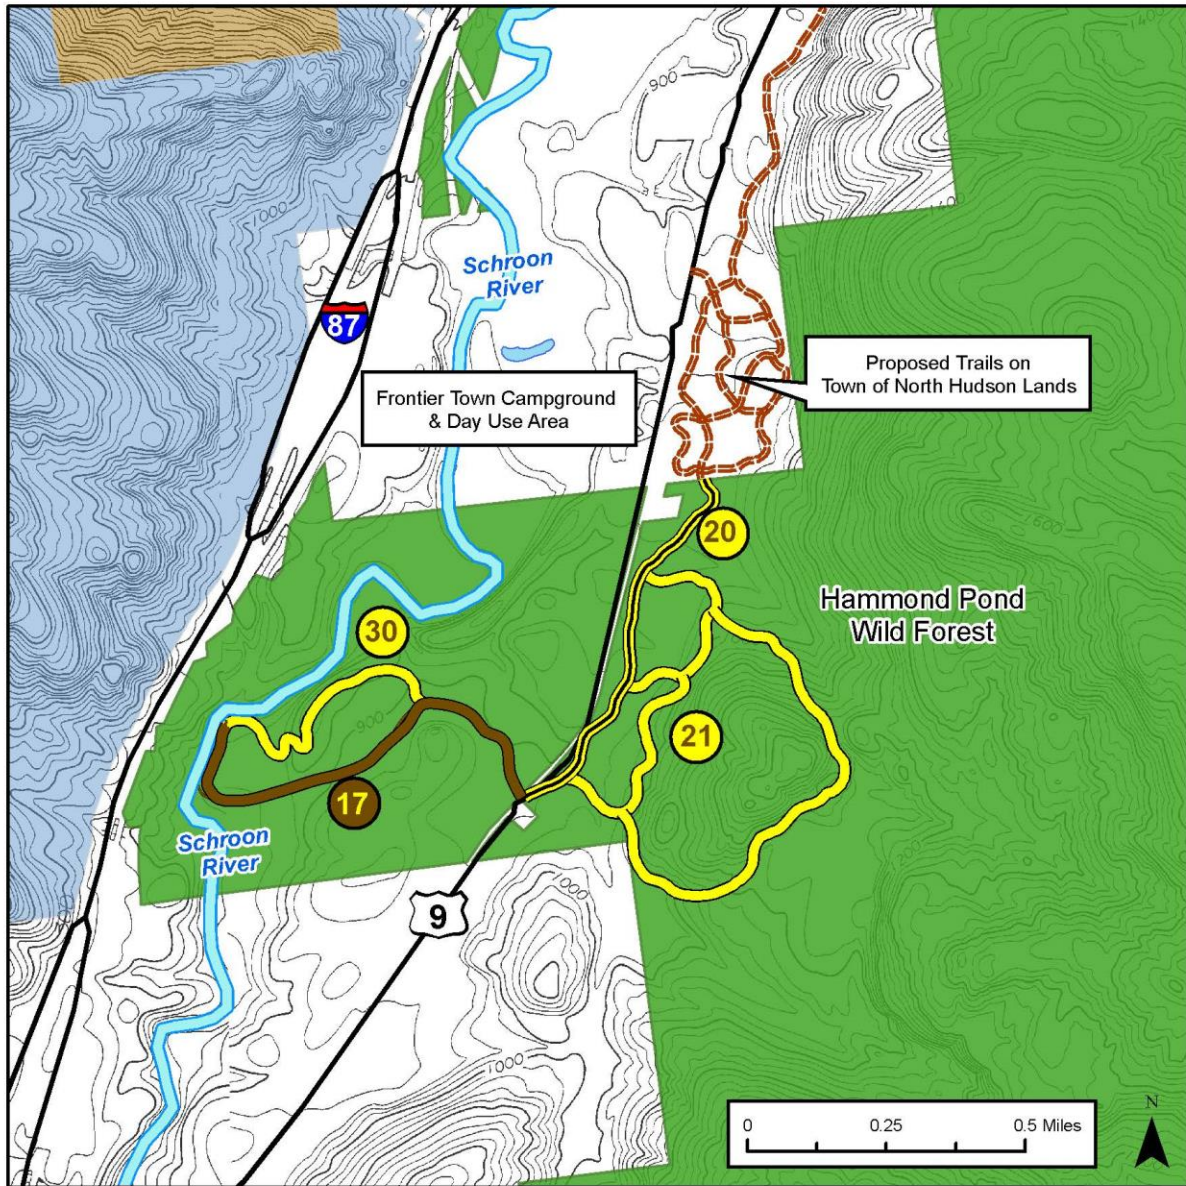 900
140
1000
Schroon
River
87
Frontier Town Campground
& Day Use Area
Proposed Trails on
Town of North Hudson Lands
20
Hammond Pond
Wild Forest
30
900
21
17
Schroon
River
9
1000
1000
0
0.25
0.5 Miles
N